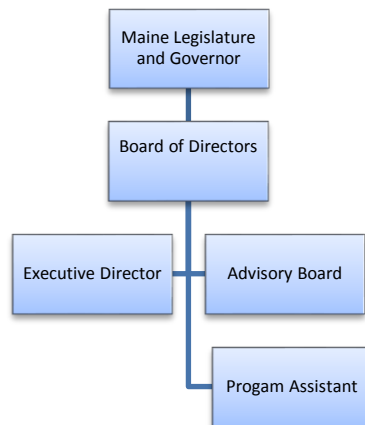 Maine Legislature
and Governor
Board of Directors
Executive Director
Advisory Board
Progam Assistant